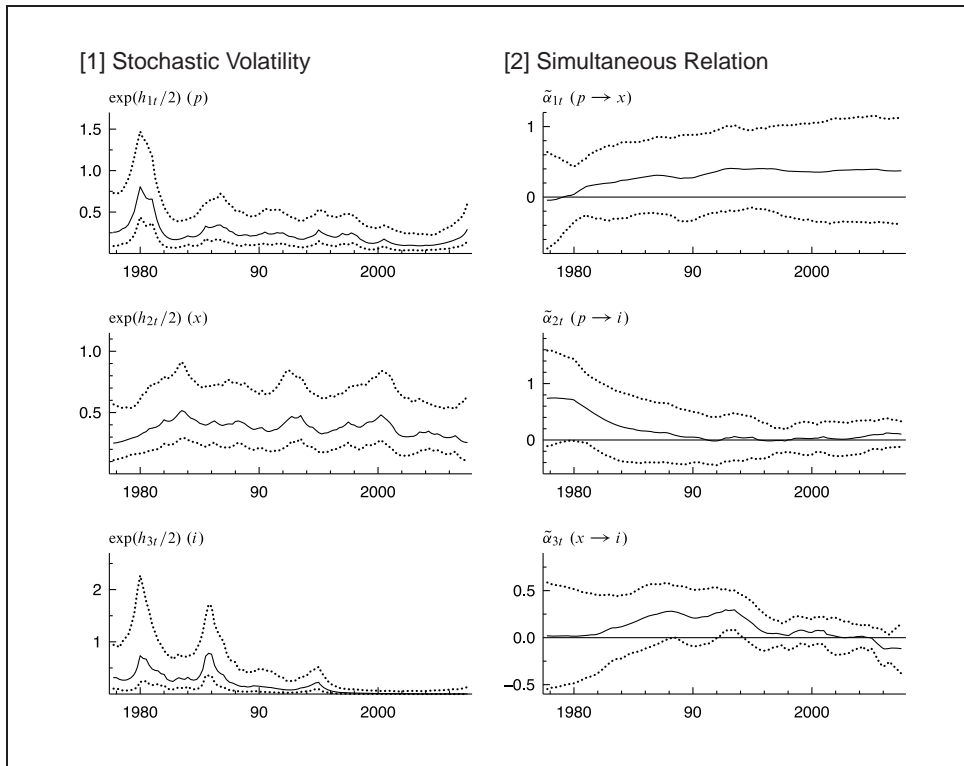 [1] Stochastic Volatility
exp(h1t/2) (p)
1.5
1.0
0.5
1980 90 2000
exp(h2t/2) (x)
1.0
0.5
1980 90 2000
exp(h3t/2) (i)
2
1
1980 90 2000
[2] Simultaneous Relation
α̃1t (p → x)
1
0
1980 90 2000
α̃2t (p → i)
1
0
1980 90 2000
α̃3t (x → i)
0.5
0.0
−0.5
1980 90 2000